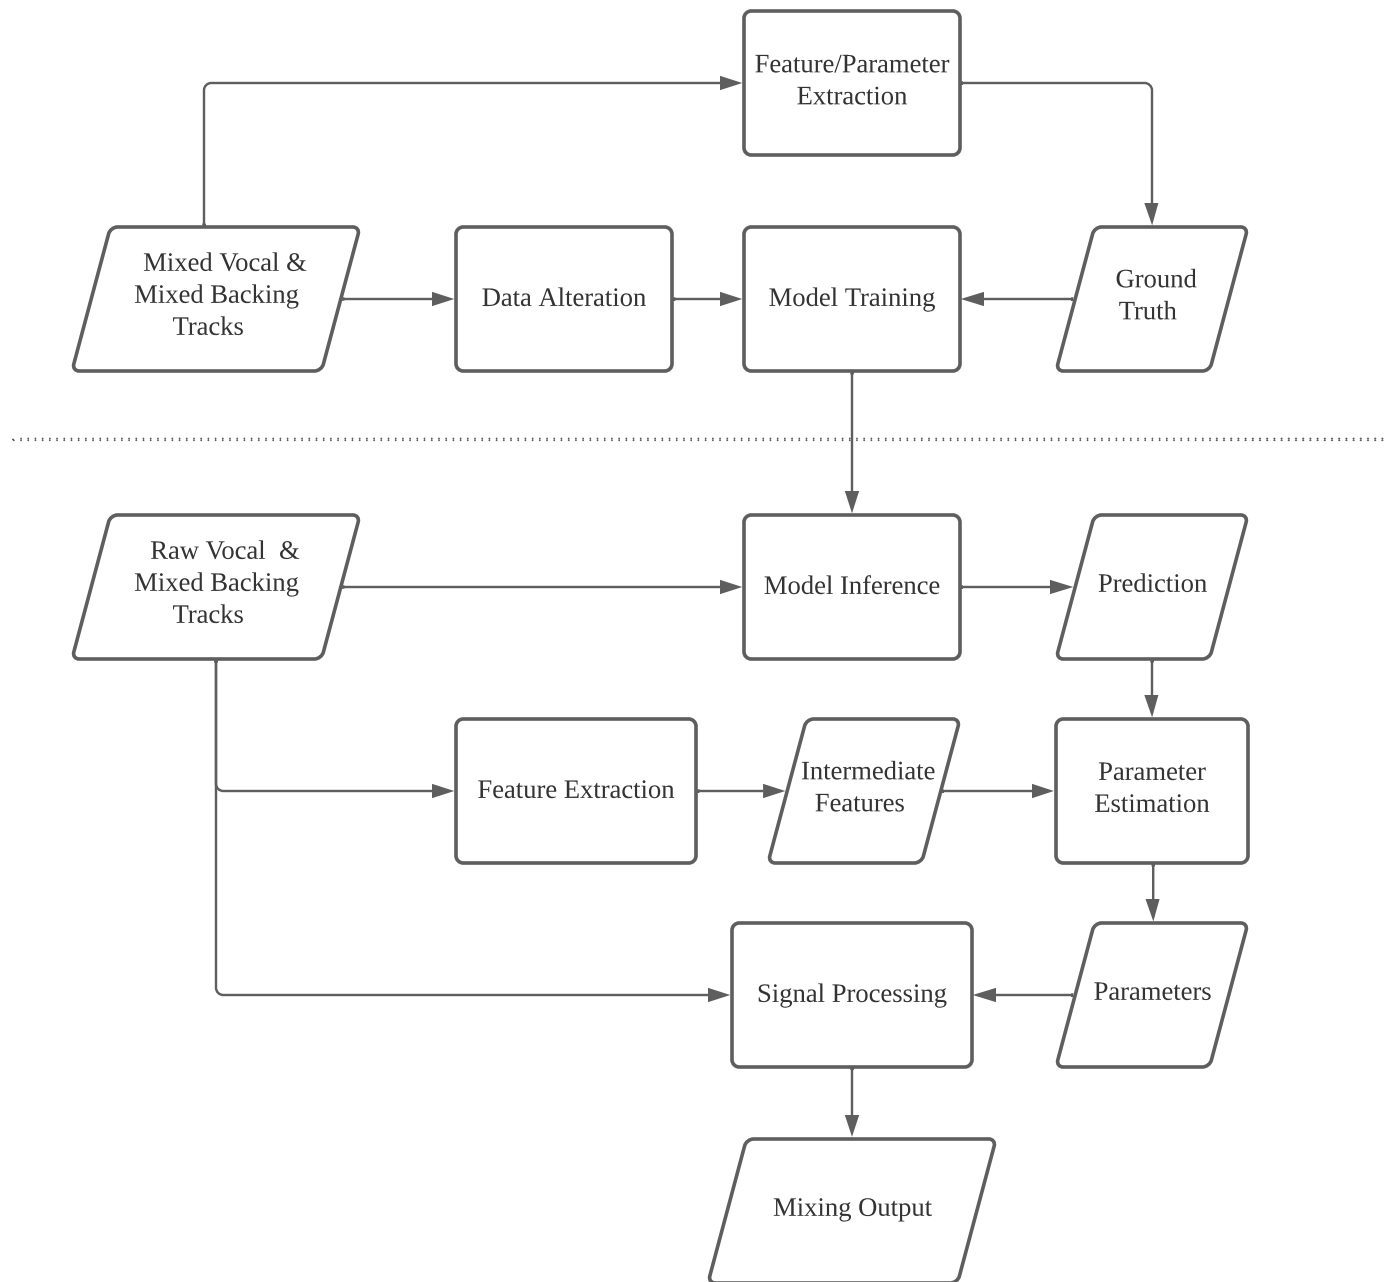 Feature/Parameter
Extraction
Mixed Vocal &
Mixed Backing
Tracks
Data Alteration
Model Training
Ground
Truth
Raw Vocal  &
Mixed Backing
Tracks
Model Inference
Prediction
Feature Extraction
Intermediate
Features
Parameter
Estimation
Signal Processing
Parameters
Mixing Output